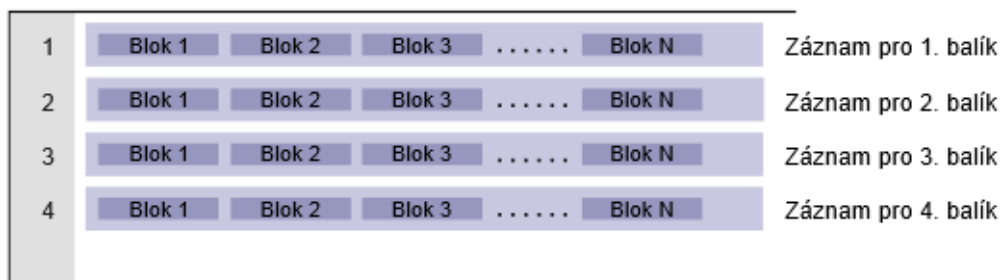 1 Blok 1 Blok 2 Blok 3 ...... Blok N Záznam pro 1. balík
2 Blok 1 Blok 2 Blok 3 ...... Blok N Záznam pro 2. balík
3 Blok 1 Blok 2 Blok 3 ...... Blok N Záznam pro 3. balík
4 Blok 1 Blok 2 Blok 3 ...... Blok N Záznam pro 4. balík